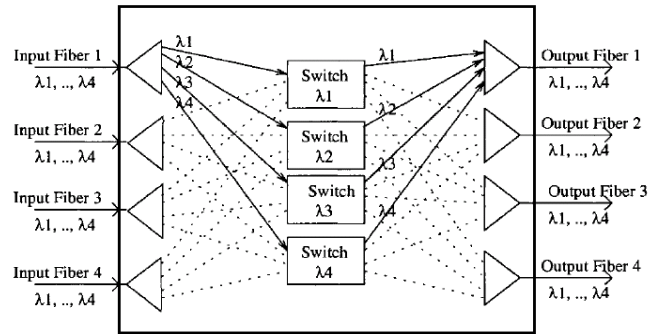 Input Fiber 1
λ1, .., λ4
Input Fiber 2
λ1, .., λ4
Input Fiber 3
λ1, .., λ4
Input Fiber 4
λ1, .., λ4
λ1
λ2
λ3
λ4
Switch
λ1
Switch
λ2
Switch
λ3
Switch
λ4
λ1
λ2
λ3
λ4
Output Fiber 1
λ1, .., λ4
Output Fiber 2
λ1, .., λ4
Output Fiber 3
λ1, .., λ4
Output Fiber 4
λ1, .., λ4